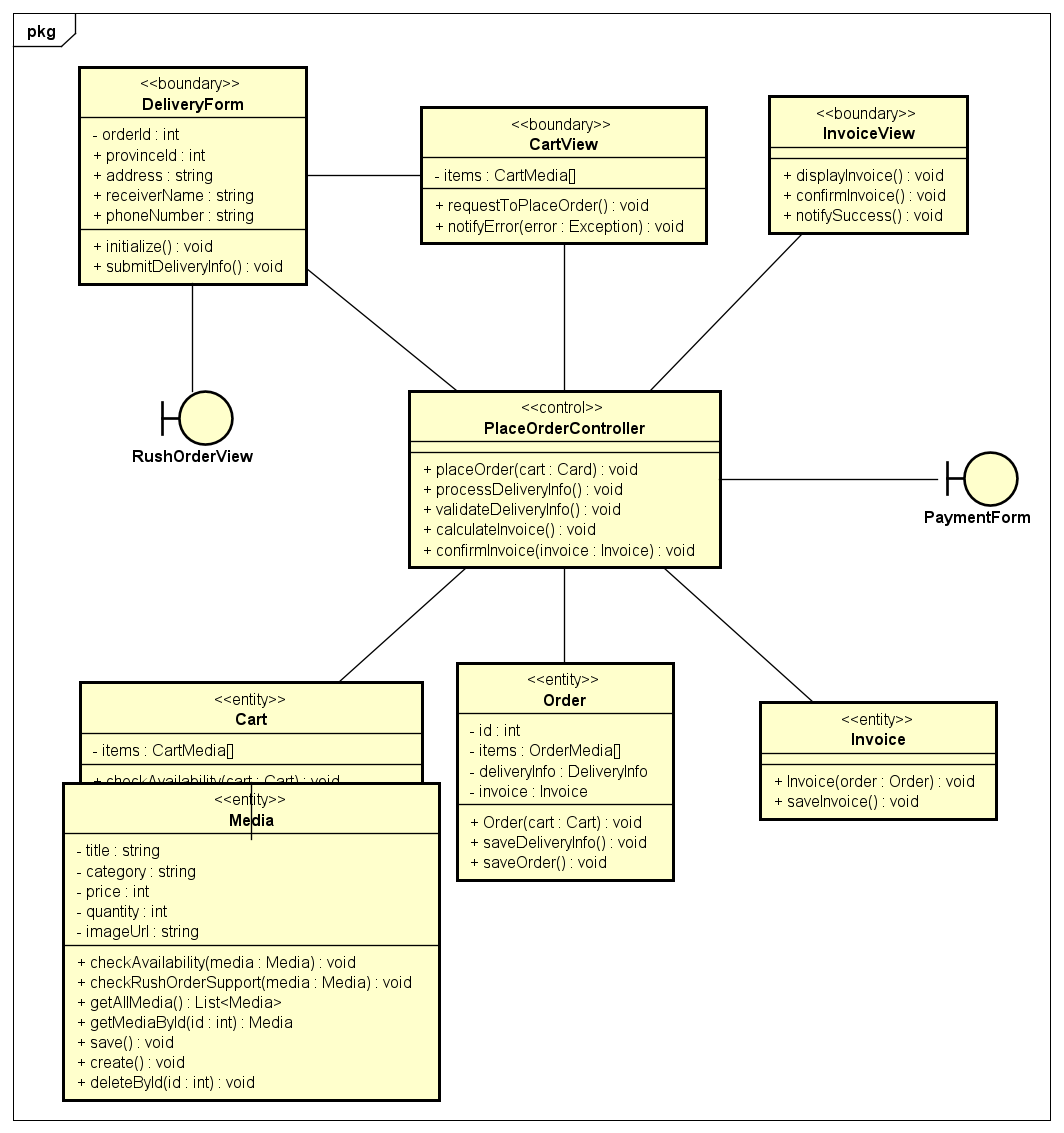 pkg
<<boundary>>
DeliveryForm
- orderId : int
+ provinceId : int
+ address : string
+ receiverName : string
+ phoneNumber : string
+ initialize() : void
+ submitDeliveryInfo() : void
<<boundary>>
CartView
- items : CartMedia[]
+ requestToPlaceOrder() : void
+ notifyError(error : Exception) : void
<<boundary>>
InvoiceView
+ displayInvoice() : void
+ confirmInvoice() : void
+ notifySuccess() : void
RushOrderView
<<control>>
PlaceOrderController
+ placeOrder(cart : Card) : void
+ processDeliveryInfo() : void
+ validateDeliveryInfo() : void
+ calculateInvoice() : void
+ confirmInvoice(invoice : Invoice) : void
PaymentForm
<<entity>>
Cart
- items : CartMedia[]
+ checkAvailability(cart : Cart) : void
<<entity>>
Media
- title : string
- category : string
- price : int
- quantity : int
- imageUrl : string
+ checkAvailability(media : Media) : void
+ checkRushOrderSupport(media : Media) : void
+ getAllMedia() : List<Media>
+ getMediaById(id : int) : Media
+ save() : void
+ create() : void
+ deleteById(id : int) : void
<<entity>>
Order
- id : int
- items : OrderMedia[]
- deliveryInfo : DeliveryInfo
- invoice : Invoice
+ Order(cart : Cart) : void
+ saveDeliveryInfo() : void
+ saveOrder() : void
<<entity>>
Invoice
+ Invoice(order : Order) : void
+ saveInvoice() : void